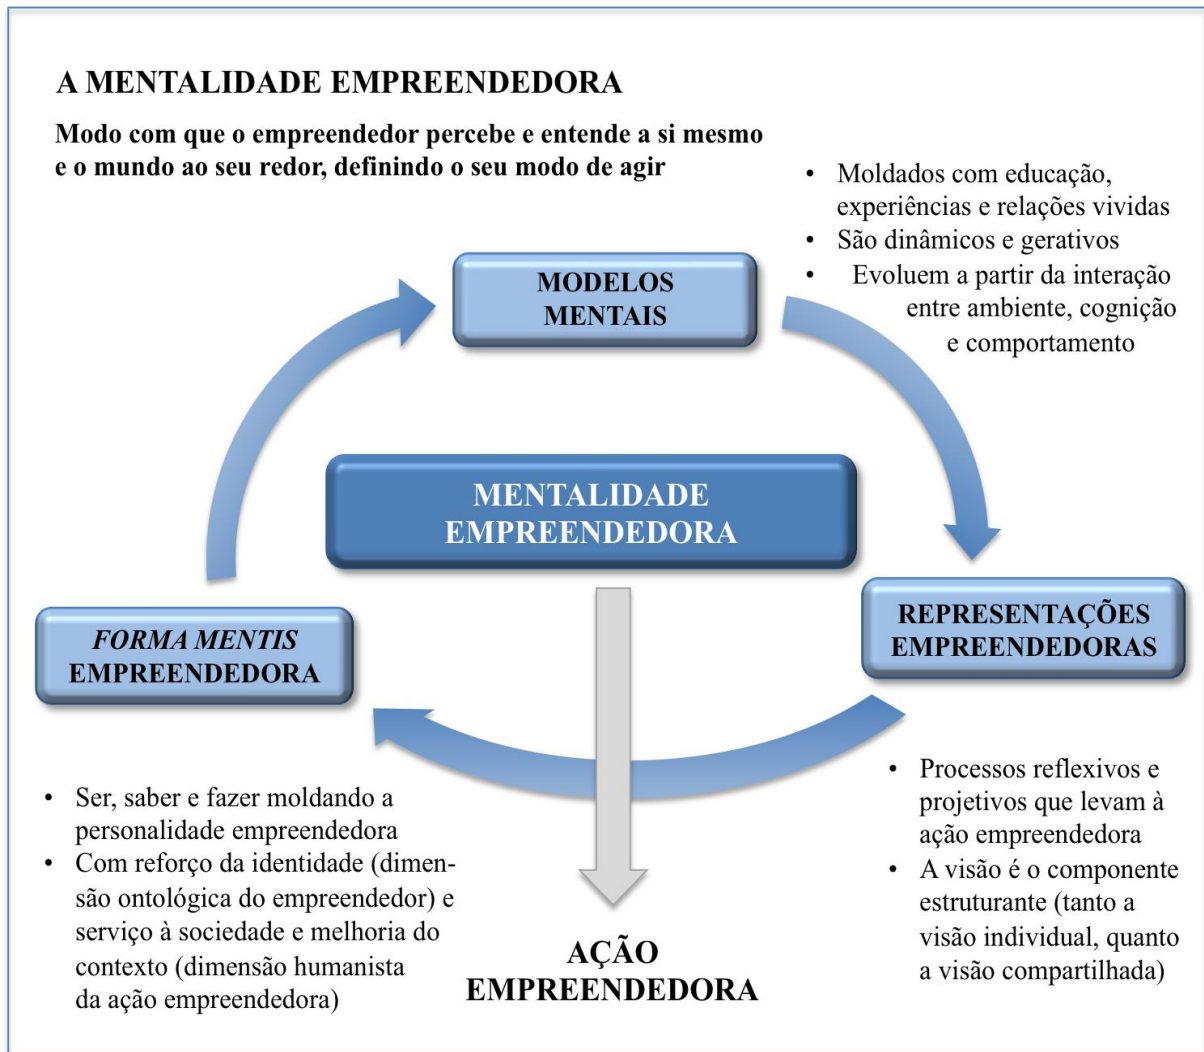 A MENTALIDADE EMPREENDEDORA
Modo com que o empreendedor percebe e entende a si mesmo
e o mundo ao seu redor, definindo o seu modo de agir
• Moldados com educação,
experiências e relações vividas
• São dinâmicos e gerativos
• Evoluem a partir da interação
entre ambiente, cognição
e comportamento
MODELOS
MENTAIS
MENTALIDADE
EMPREENDEDORA
REPRESENTAÇÕES
EMPREENDEDORAS
FORMA MENTIS
EMPREENDEDORA
• Processos reflexivos e
projetivos que levam à
ação empreendedora
• A visão é o componente
estruturante (tanto a
visão individual, quanto
a visão compartilhada)
• Ser, saber e fazer moldando a
personalidade empreendedora
• Com reforço da identidade (dimen-
são ontológica do empreendedor) e
serviço à sociedade e melhoria do
contexto (dimensão humanista
da ação empreendedora)
AÇÃO
EMPREENDEDORA